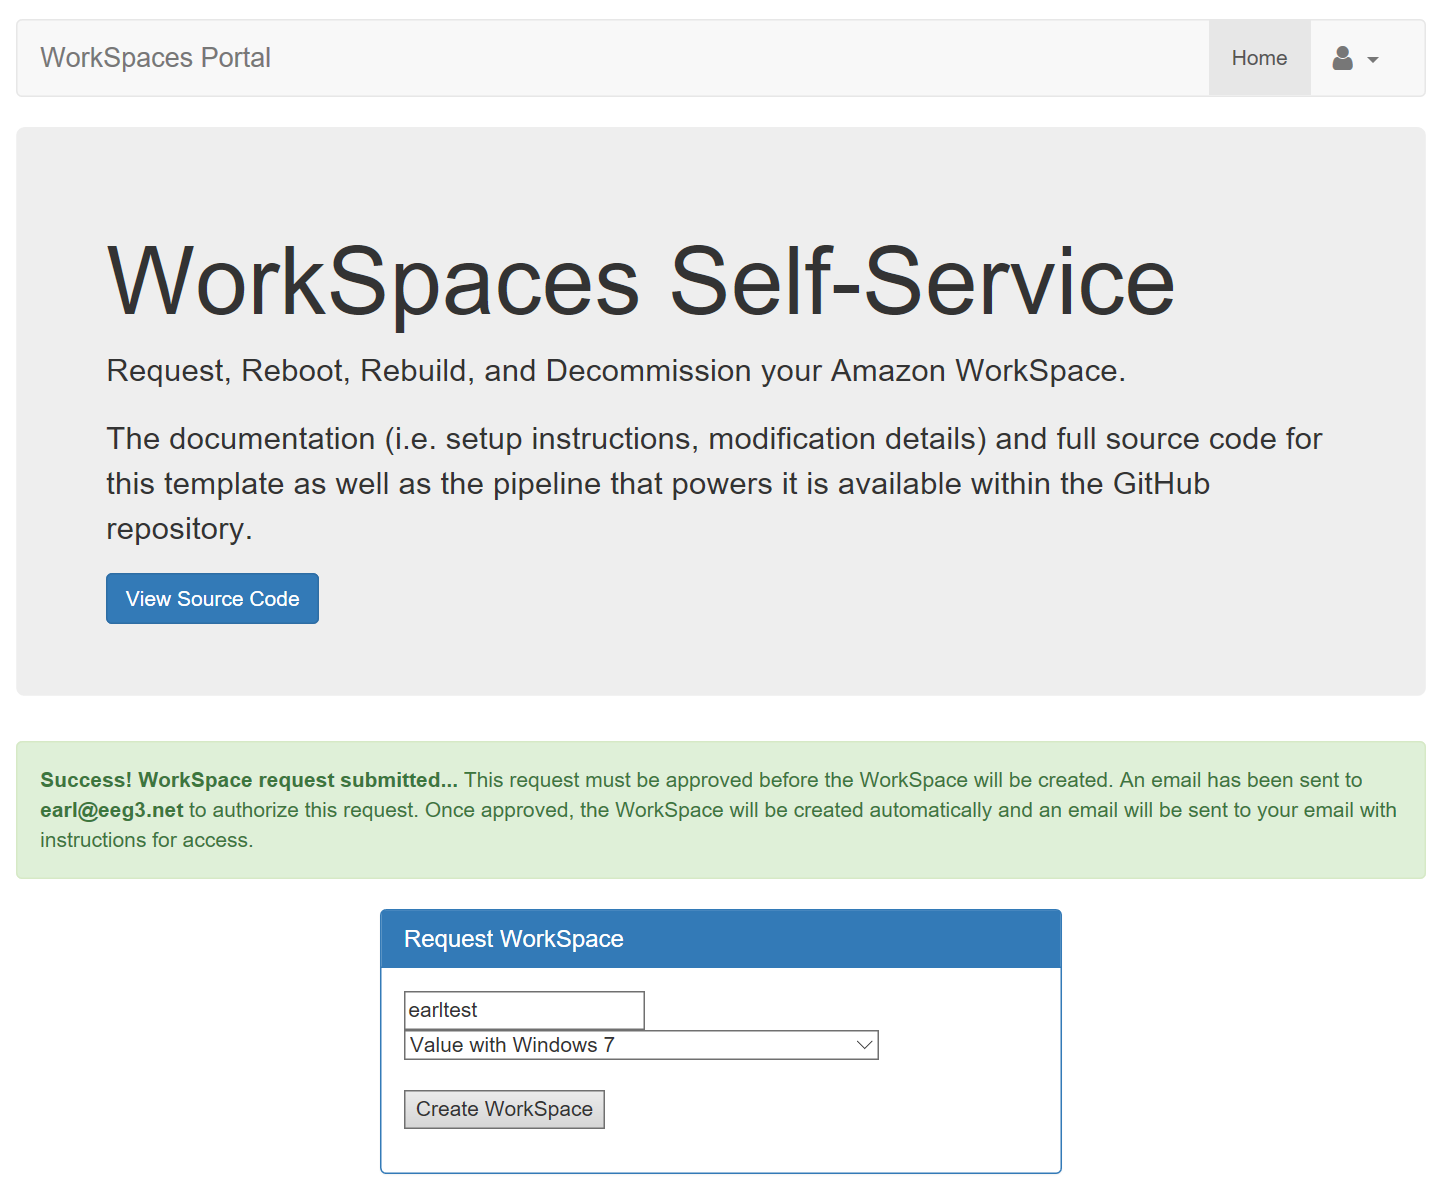 WorkSpaces Portal
Home
WorkSpaces Self-Service
Request, Reboot, Rebuild, and Decommission your Amazon WorkSpace.
The documentation (i.e. setup instructions, modification details) and full source code for
this template as well as the pipeline that powers it is available within the GitHub
repository.
View Source Code
Success! WorkSpace request submitted... This request must be approved before the WorkSpace will be created. An email has been sent to
earl@eeg3.net to authorize this request. Once approved, the WorkSpace will be created automatically and an email will be sent to your email with
instructions for access.
Request WorkSpace
earltest
Value with Windows 7
Create WorkSpace